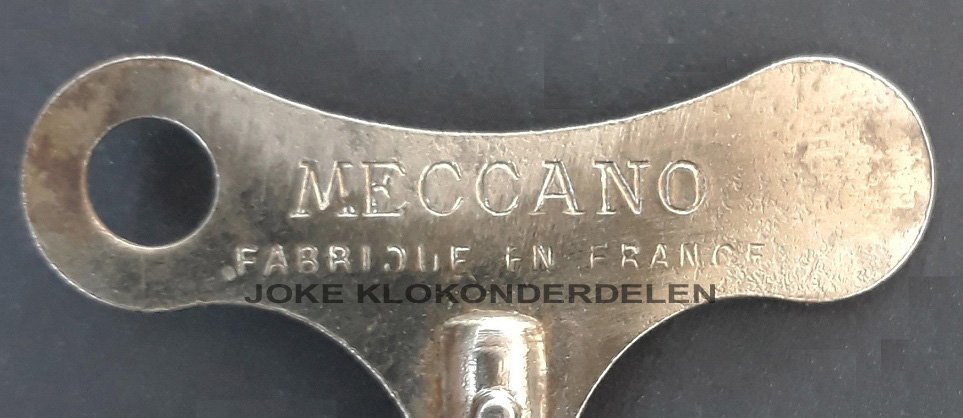 MECCANO
FABRIQUE EN FRANCE
JOKE KLOKONDERDELEN